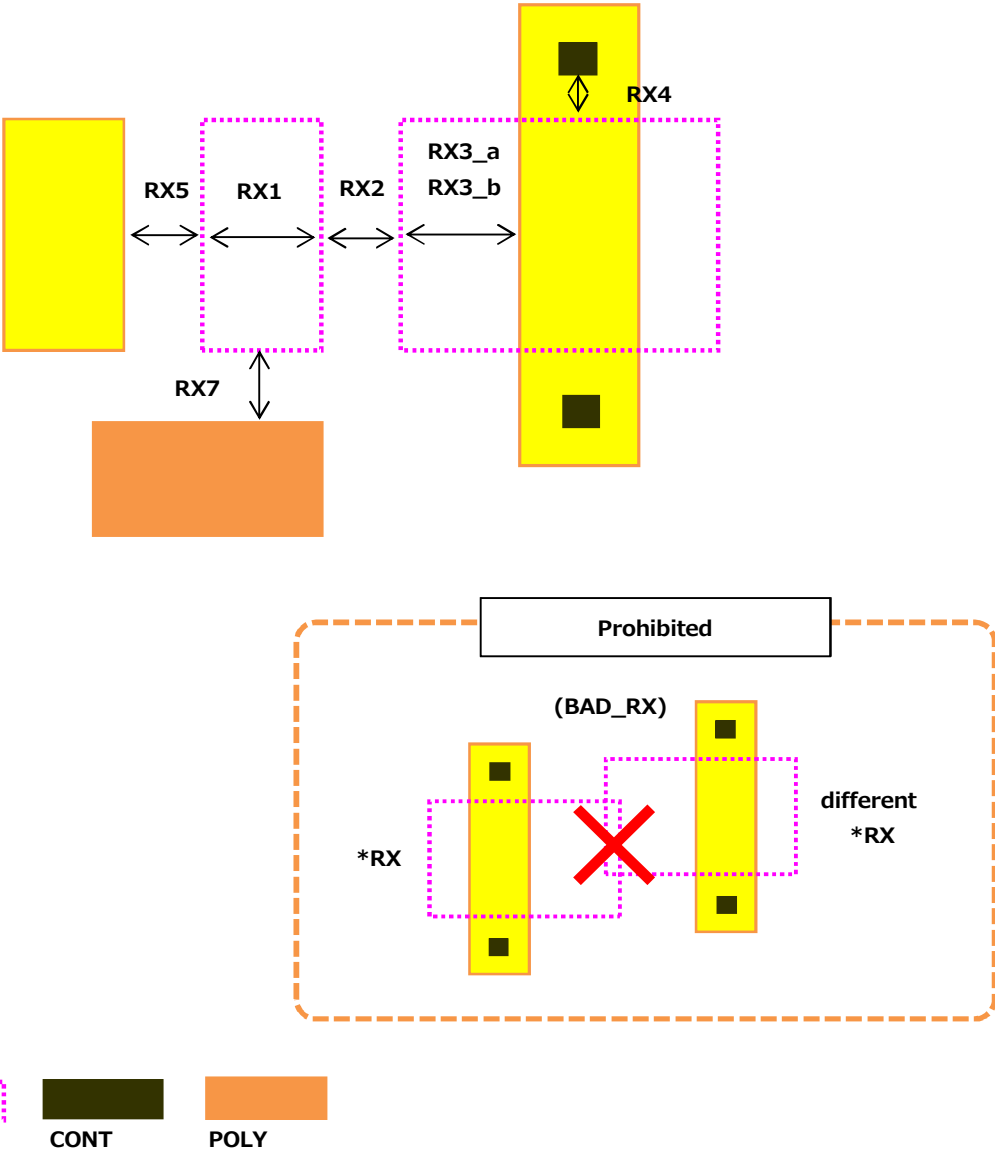 RX4
RX3_a
RX3_b
RX5
RX1
RX2
RX7
Prohibited
(BAD_RX)
different
*RX
*RX
CONT
POLY